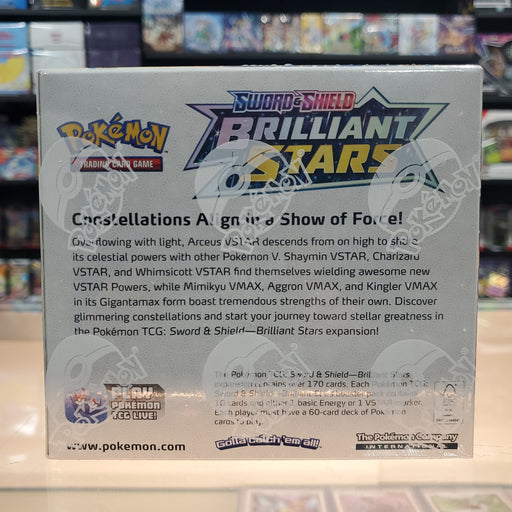 SWORD & SHIELD
BRILLIANT
STARS
Pokémon
TRADING CARD GAME
Constellations Align in a Show of Force!
Overflowing with light, Arceus VSTAR descends from on high to share
its celestial powers with other Pokémon V. Shaymin VSTAR, Charizard
VSTAR, and Whimsicott VSTAR find themselves wielding awesome new
VSTAR Powers, while Mimikyu VMAX, Aggron VMAX, and Kingler VMAX
in its Gigantamax form boast tremendous strengths of their own. Discover
glimmering constellations and start your journey toward stellar greatness in
the Pokémon TCG: Sword & Shield—Brilliant Stars expansion!
The Pokémon TCG: Sword & Shield—Brilliant Stars
expansion contains over 170 cards. Each Pokémon TCG:
Sword & Shield—Brilliant Stars booster pack contains
10 cards and either 1 basic Energy or 1 VSTAR marker.
Each player must have a 60-card deck of Pokémon
cards to play.
PLAY
POKÉMON
TCG LIVE!
www.pokemon.com
Gotta catch 'em all!
The Pokémon Company
INTERNATIONAL